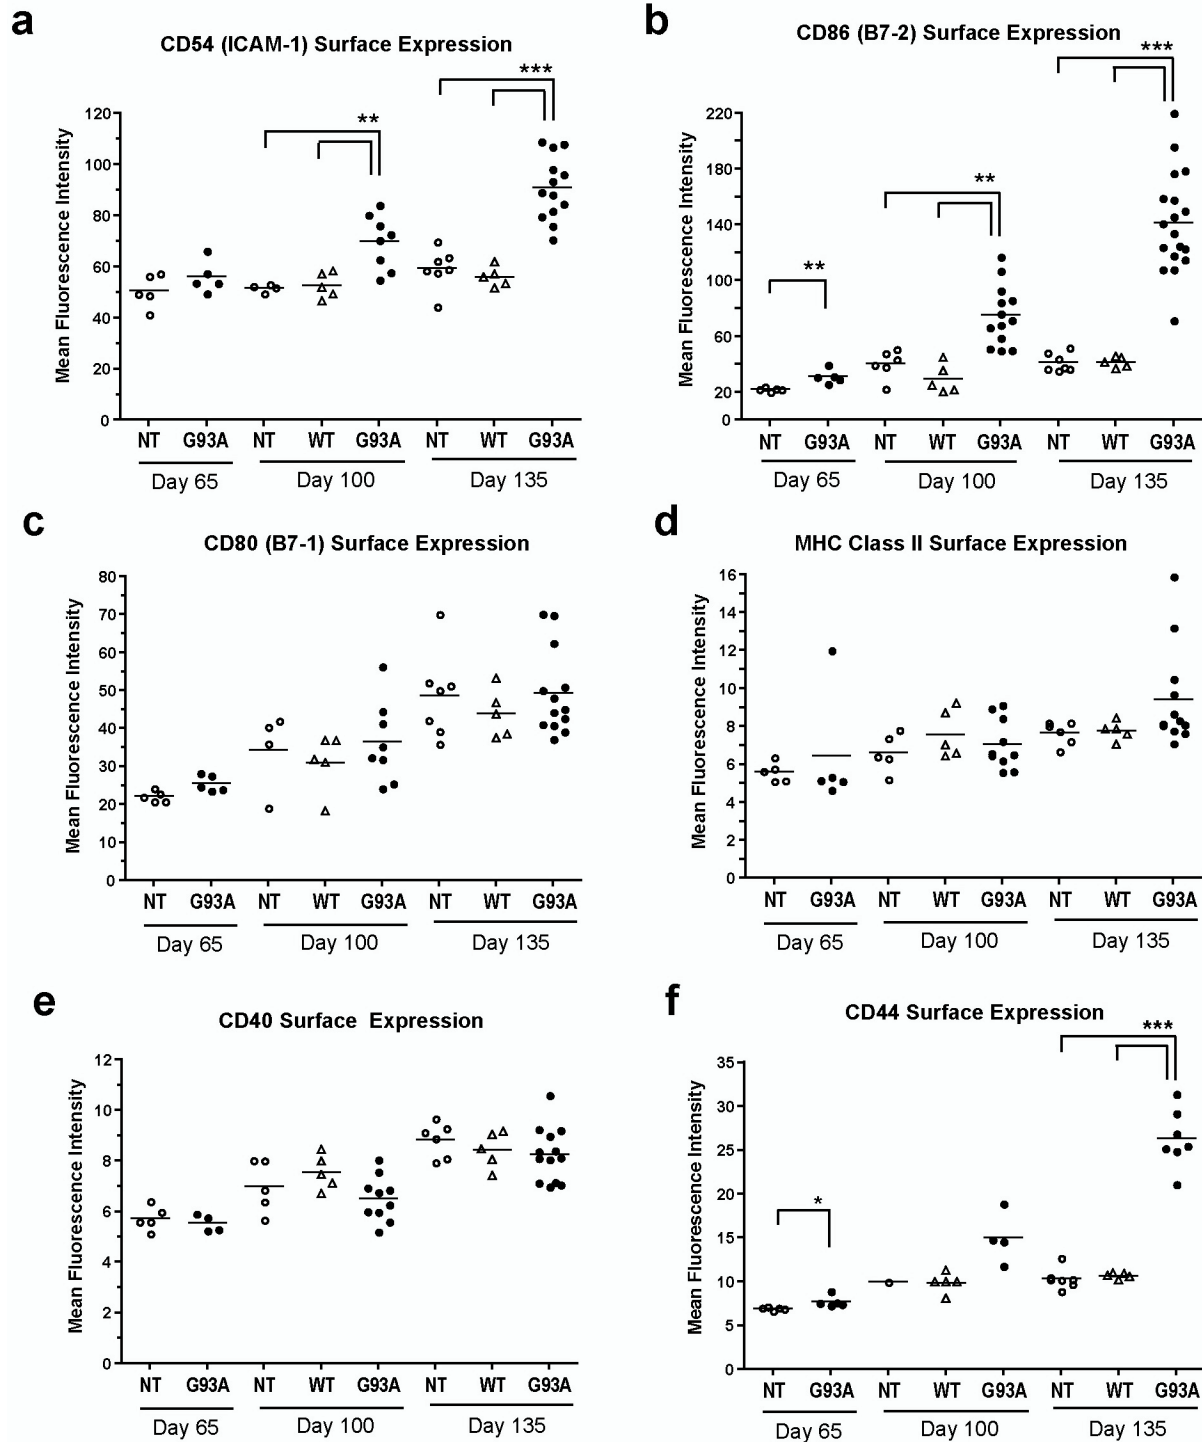 a
CD54 (ICAM-1) Surface Expression
Mean Fluorescence Intensity
120
100
80
60
40
20
0
**
***
NT G93A NT WT G93A NT WT G93A
Day 65 Day 100 Day 135
b
CD86 (B7-2) Surface Expression
Mean Fluorescence Intensity
220
180
140
100
60
20
0
**
**
***
NT G93A NT WT G93A NT WT G93A
Day 65 Day 100 Day 135
c
CD80 (B7-1) Surface Expression
Mean Fluorescence Intensity
80
70
60
50
40
30
20
10
0
NT G93A NT WT G93A NT WT G93A
Day 65 Day 100 Day 135
d
MHC Class II Surface Expression
Mean Fluorescence Intensity
16
14
12
10
8
6
4
2
0
NT G93A NT WT G93A NT WT G93A
Day 65 Day 100 Day 135
e
CD40 Surface Expression
Mean Fluorescence Intensity
12
10
8
6
4
2
0
NT G93A NT WT G93A NT WT G93A
Day 65 Day 100 Day 135
f
CD44 Surface Expression
Mean Fluorescence Intensity
35
30
25
20
15
10
5
0
*
***
NT G93A NT WT G93A NT WT G93A
Day 65 Day 100 Day 135